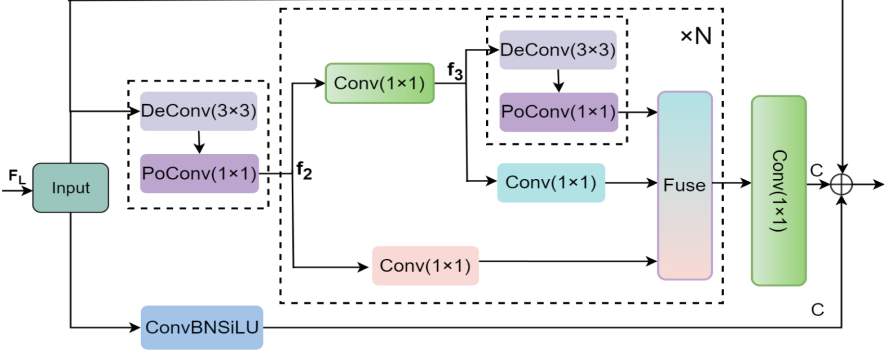 ×N
DeConv(3×3)
Conv(1×1)
f3
DeConv(3×3)
PoConv(1×1)
PoConv(1×1)
f2
FL
Input
Conv(1×1)
Fuse
Conv(1×1)
C
Conv(1×1)
ConvBNSiLU
C